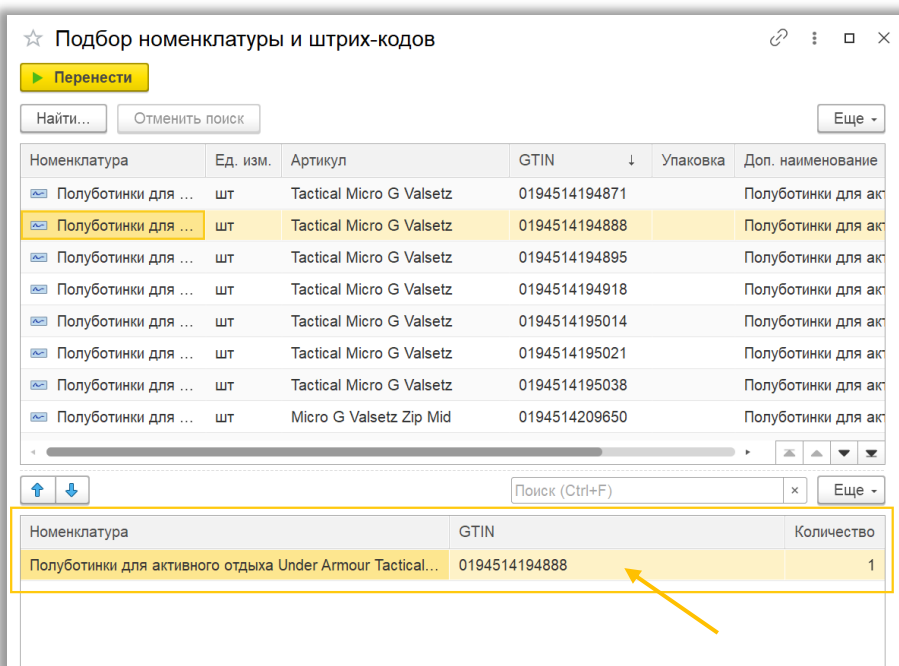 Подбор номенклатуры и штрих-кодов
Перенести
Найти... Отменить поиск Еще
Номенклатура Ед. изм. Артикул GTIN ↓ Упаковка Доп. наименование
Полуботинки для ... шт Tactical Micro G Valsetz 0194514194871 Полуботинки для акт
Полуботинки для ... шт Tactical Micro G Valsetz 0194514194888 Полуботинки для акт
Полуботинки для ... шт Tactical Micro G Valsetz 0194514194895 Полуботинки для акт
Полуботинки для ... шт Tactical Micro G Valsetz 0194514194918 Полуботинки для акт
Полуботинки для ... шт Tactical Micro G Valsetz 0194514195014 Полуботинки для акт
Полуботинки для ... шт Tactical Micro G Valsetz 0194514195021 Полуботинки для акт
Полуботинки для ... шт Tactical Micro G Valsetz 0194514195038 Полуботинки для акт
Полуботинки для ... шт Micro G Valsetz Zip Mid 0194514209650 Полуботинки для акт
Поиск (Ctrl+F) × Еще
Номенклатура GTIN Количество
Полуботинки для активного отдыха Under Armour Tactical... 0194514194888 1